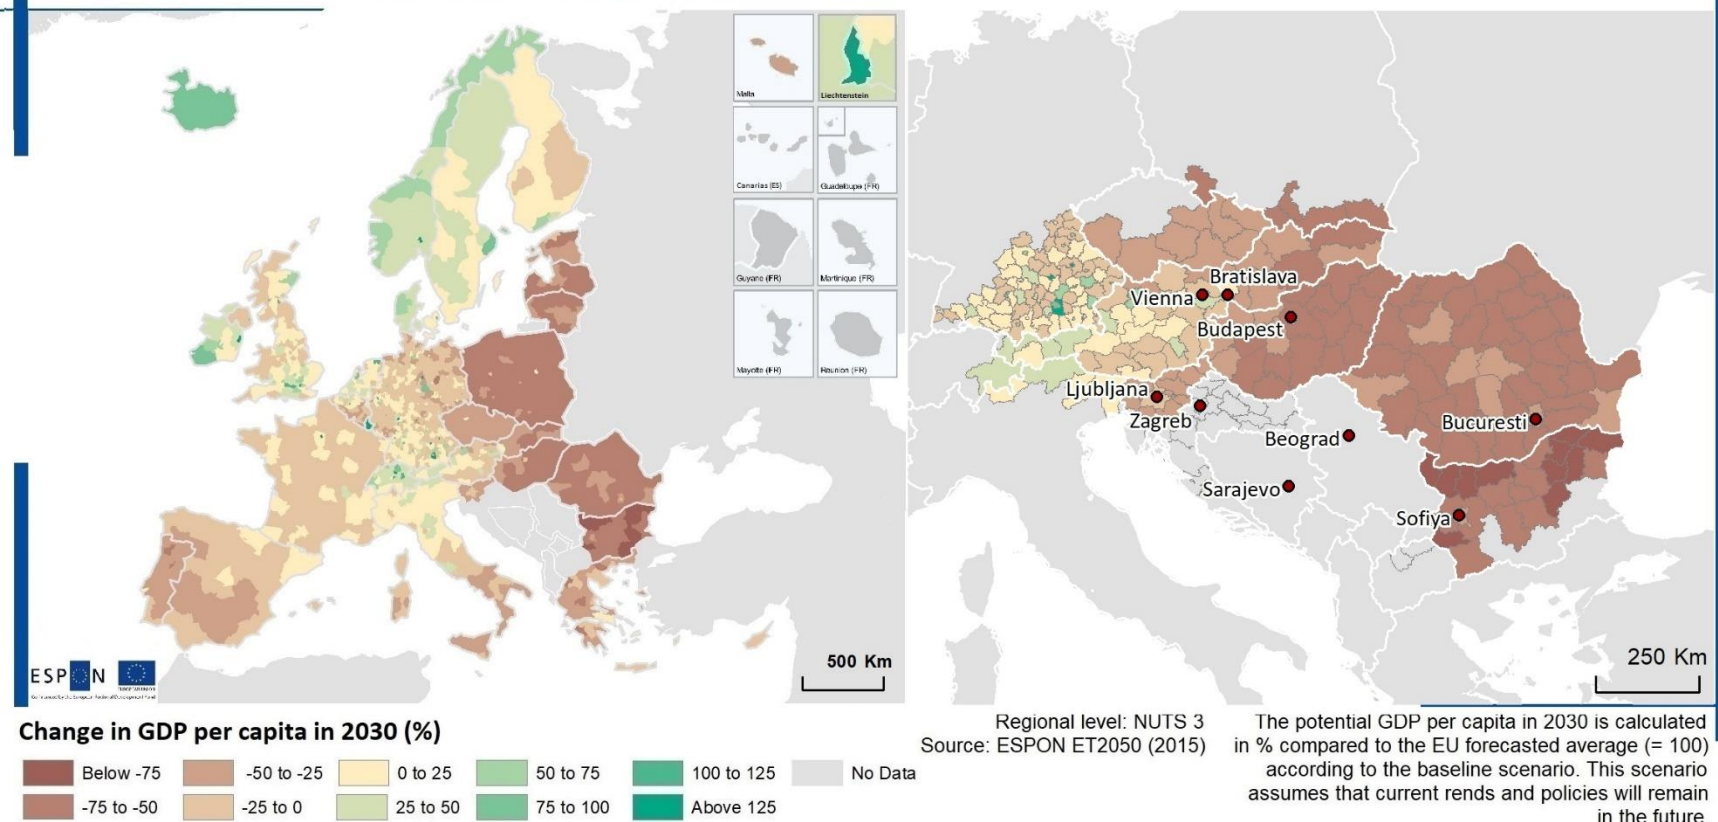 Malta
Liechtenstein
Canarias (ES)
Guadeloupe (FR)
Guyane (FR)
Martinique (FR)
Mayotte (FR)
Reunion (FR)
500 Km
ESPON
Bratislava
Vienna
Budapest
Ljubljana
Zagreb
Beograd
Bucuresti
Sarajevo
Sofiya
250 Km
Change in GDP per capita in 2030 (%)
Below -75
-50 to -25
0 to 25
50 to 75
100 to 125
No Data
-75 to -50
-25 to 0
25 to 50
75 to 100
Above 125
Regional level: NUTS 3
Source: ESPON ET2050 (2015)
The potential GDP per capita in 2030 is calculated
in % compared to the EU forecasted average (= 100)
according to the baseline scenario. This scenario
assumes that current rends and policies will remain
in the future.